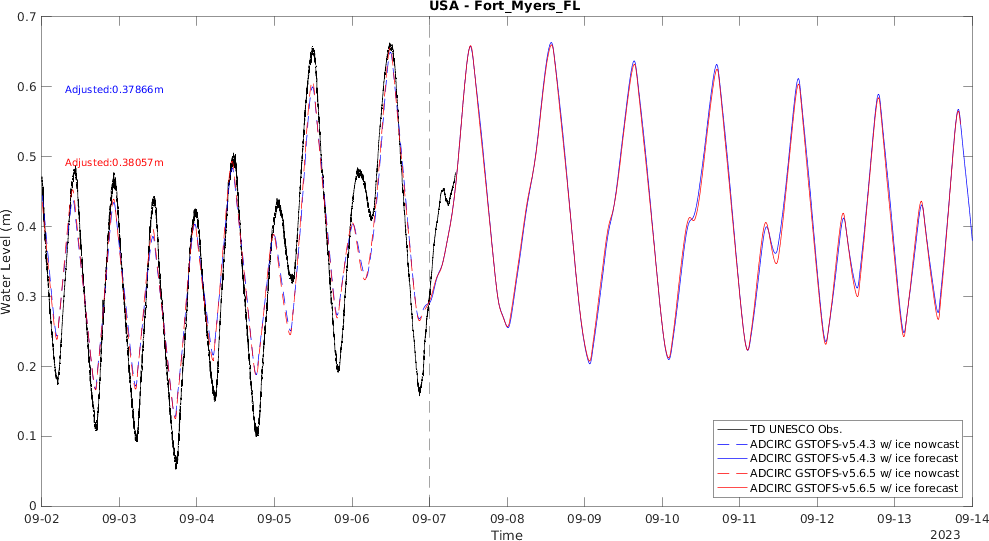 USA - Fort_Myers_FL
0.7
0.6
0.5
0.4
0.3
0.2
0.1
0
Water Level (m)
Adjusted:0.37866m
Adjusted:0.38057m
TD UNESCO Obs.
ADCIRC GSTOFS-v5.4.3 w/ ice nowcast
ADCIRC GSTOFS-v5.4.3 w/ ice forecast
ADCIRC GSTOFS-v5.6.5 w/ ice nowcast
ADCIRC GSTOFS-v5.6.5 w/ ice forecast
09-02 09-03 09-04 09-05 09-06 09-07 09-08 09-09 09-10 09-11 09-12 09-13 09-14
Time
2023